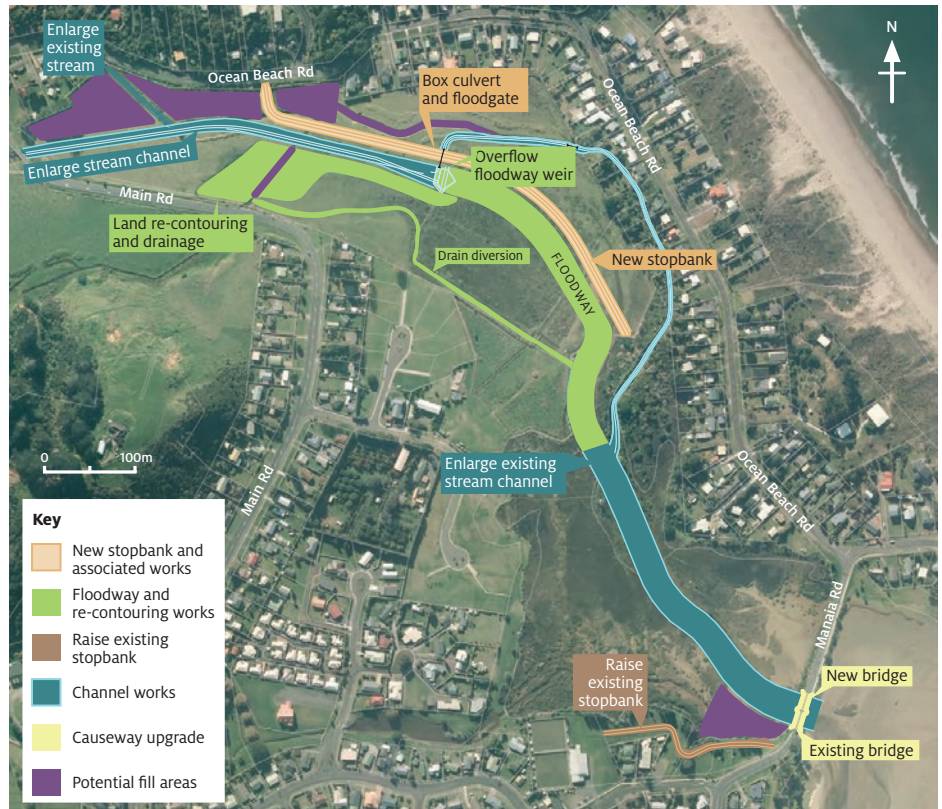 Enlarge
existing
stream
Ocean Beach Rd
N
Box culvert
and floodgate
Ocean Beach Rd
Enlarge stream channel
Overflow
floodway weir
Main Rd
Land re-contouring
and drainage
Drain diversion
FLOODWAY
New stopbank
0 100m
Enlarge existing
stream channel
Main Rd
Ocean Beach Rd
Key
New stopbank and
associated works
Floodway and
re-contouring works
Raise existing
stopbank
Channel works
Causeway upgrade
Potential fill areas
Manaia Rd
Raise
existing
stopbank
New bridge
Existing bridge